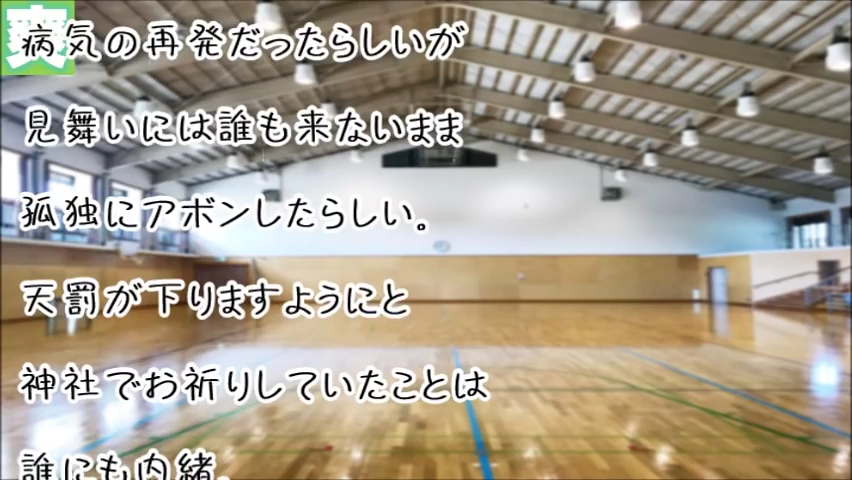 爽
病気の再発だったらしいが
見舞いには誰も来ないまま
孤独にアボンしたらしい。
天罰が下りますようにと
神社でお祈りしていたことは
誰にも内緒。